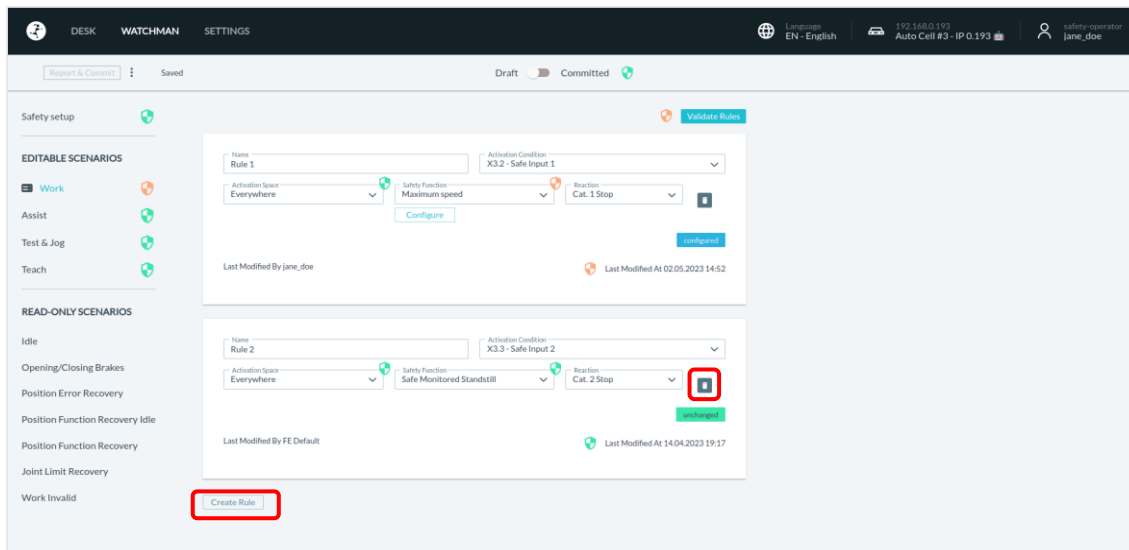 DESK WATCHMAN SETTINGS
Language
EN - English
192.168.0.193
Auto Cell #3 - IP 0.193
safety-operator
jane_doe
Report & Commit
Saved
Draft
Committed
Safety setup
Validate Rules
EDITABLE SCENARIOS
Work
Assist
Test & Jog
Teach
READ-ONLY SCENARIOS
Idle
Opening/Closing Brakes
Position Error Recovery
Position Function Recovery Idle
Position Function Recovery
Joint Limit Recovery
Work Invalid
Name
Rule 1
Activation Condition
X3.2 - Safe Input 1
Activation Space
Everywhere
Safety Function
Maximum speed
Reaction
Cat. 1 Stop
Configure
configured
Last Modified By jane_doe
Last Modified At 02.05.2023 14:52
Name
Rule 2
Activation Condition
X3.3 - Safe Input 2
Activation Space
Everywhere
Safety Function
Safe Monitored Standstill
Reaction
Cat. 2 Stop
unchanged
Last Modified By FE Default
Last Modified At 14.04.2023 19:17
Create Rule